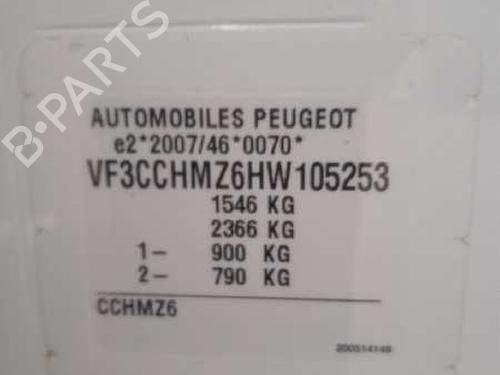 B-PARTS
AUTOMOBILES PEUGEOT
e2*2007/46*0070*
VF3CCHMZ6HW105253
1546 KG
2366 KG
1- 900 KG
2- 790 KG
CCHMZ6